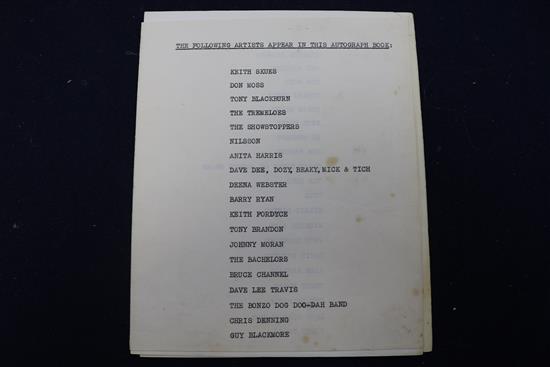 THE FOLLOWING ARTISTS APPEAR IN THIS AUTOGRAPH BOOK:
KEITH SKUES
DON MOSS
TONY BLACKBURN
THE TREMELOES
THE SHOWSTOPPERS
NILSSON
ANITA HARRIS
DAVE DEE, DOZY, BEAKY, MICK & TICH
DEENA WEBSTER
BARRY RYAN
KEITH FORDYCE
TONY BRANDON
JOHNNY MORAN
THE BACHELORS
BRUCE CHANNEL
DAVE LEE TRAVIS
THE BONZO DOG DOO-DAH BAND
CHRIS DENNING
GUY BLACKMORE